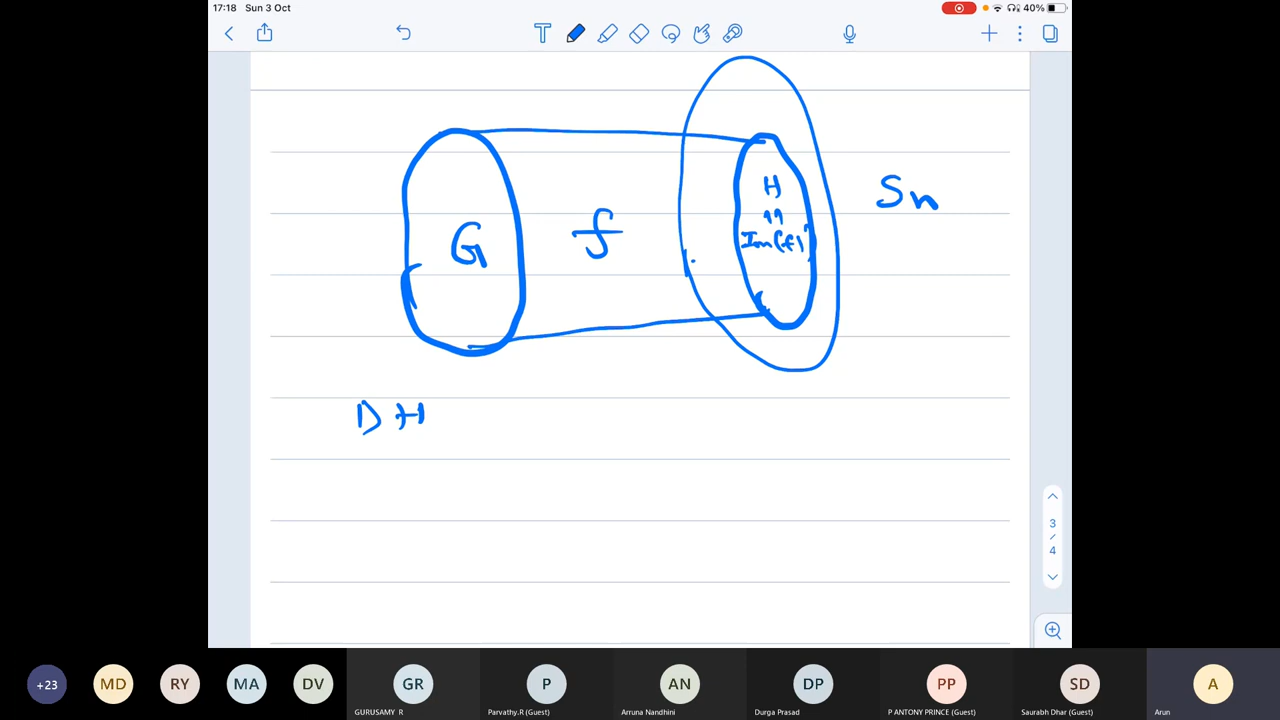 17:18 Sun 3 Oct
40%
T
H
Im(f)
Sn
G
f
D H
3
/
4
+23
MD
RY
MA
DV
GR
P
AN
DP
PP
SD
A
GURUSAMY R
Parvathy.R (Guest)
Arruna Nandhini
Durga Prasad
P ANTONY PRINCE (Guest)
Saurabh Dhar (Guest)
Arun